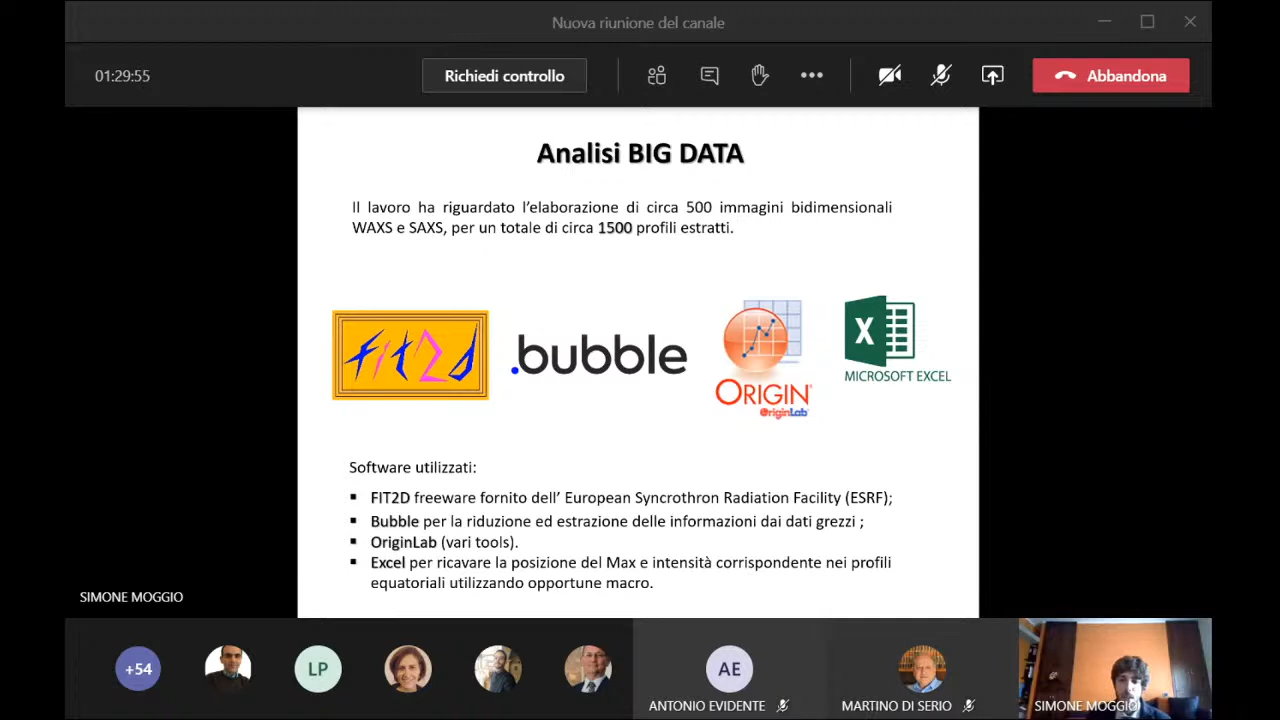 Nuova riunione del canale
01:29:55
Richiedi controllo
Abbandona
Analisi BIG DATA
Il lavoro ha riguardato l'elaborazione di circa 500 immagini bidimensionali
WAXS e SAXS, per un totale di circa 1500 profili estratti.
fit2d
.bubble
ORIGIN
OriginLab
X
MICROSOFT EXCEL
Software utilizzati:
▪ FIT2D freeware fornito dell' European Syncrothron Radiation Facility (ESRF);
▪ Bubble per la riduzione ed estrazione delle informazioni dai dati grezzi ;
▪ OriginLab (vari tools).
▪ Excel per ricavare la posizione del Max e intensità corrispondente nei profili
equatoriali utilizzando opportune macro.
SIMONE MOGGIO
+54
LP
AE
ANTONIO EVIDENTE
MARTINO DI SERIO
SIMONE MOGGIO